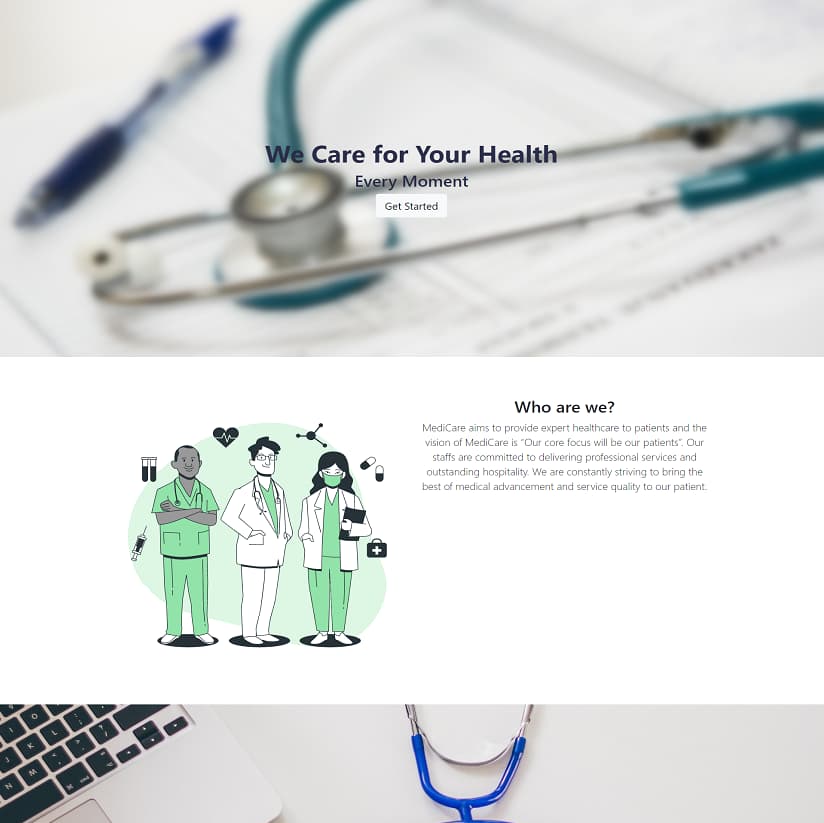 We Care for Your Health
Every Moment
Get Started
Who are we?
MediCare aims to provide expert healthcare to patients and the
vision of MediCare is “Our core focus will be our patients”. Our
staffs are committed to delivering professional services and
outstanding hospitality. We are constantly striving to bring the
best of medical advancement and service quality to our patient.
O
I
J
K
L
N
M